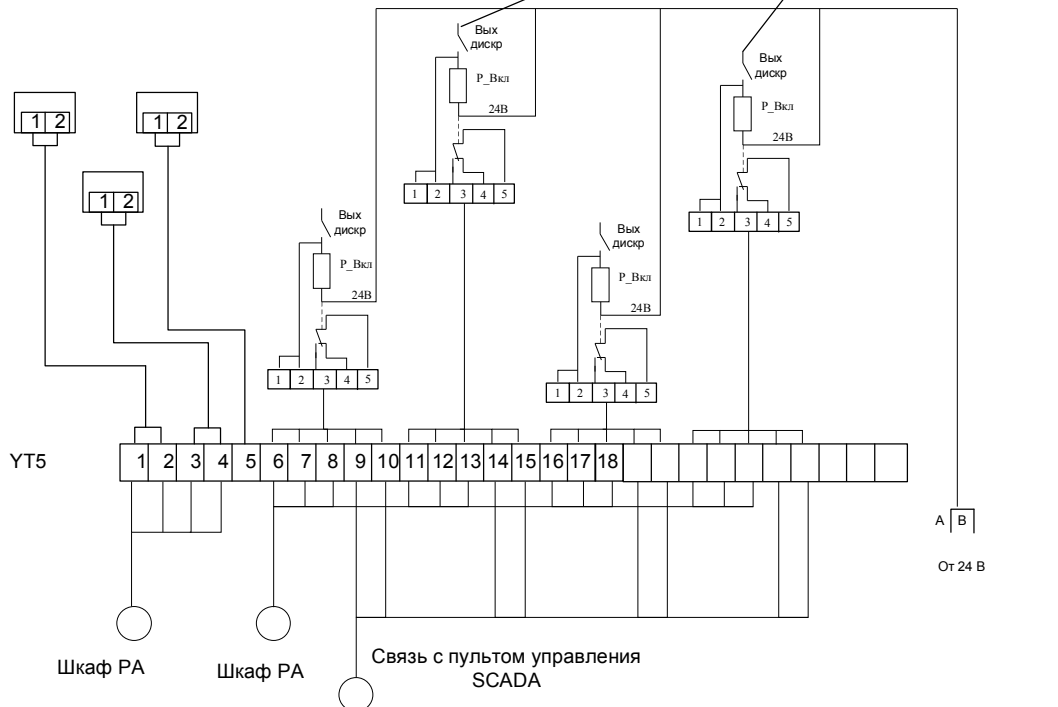 Вых
дискр
Р_Вкл
24В
1 2 3 4 5
Вых
дискр
Р_Вкл
24В
1 2 3 4 5
1 2
1 2
1 2
Вых
дискр
Р_Вкл
24В
1 2 3 4 5
Вых
дискр
Р_Вкл
24В
1 2 3 4 5
YT5
1 2 3 4 5 6 7 8 9 10 11 12 13 14 15 16 17 18
А В
От 24 В
Шкаф РА
Шкаф РА
Связь с пультом управления
SCADA